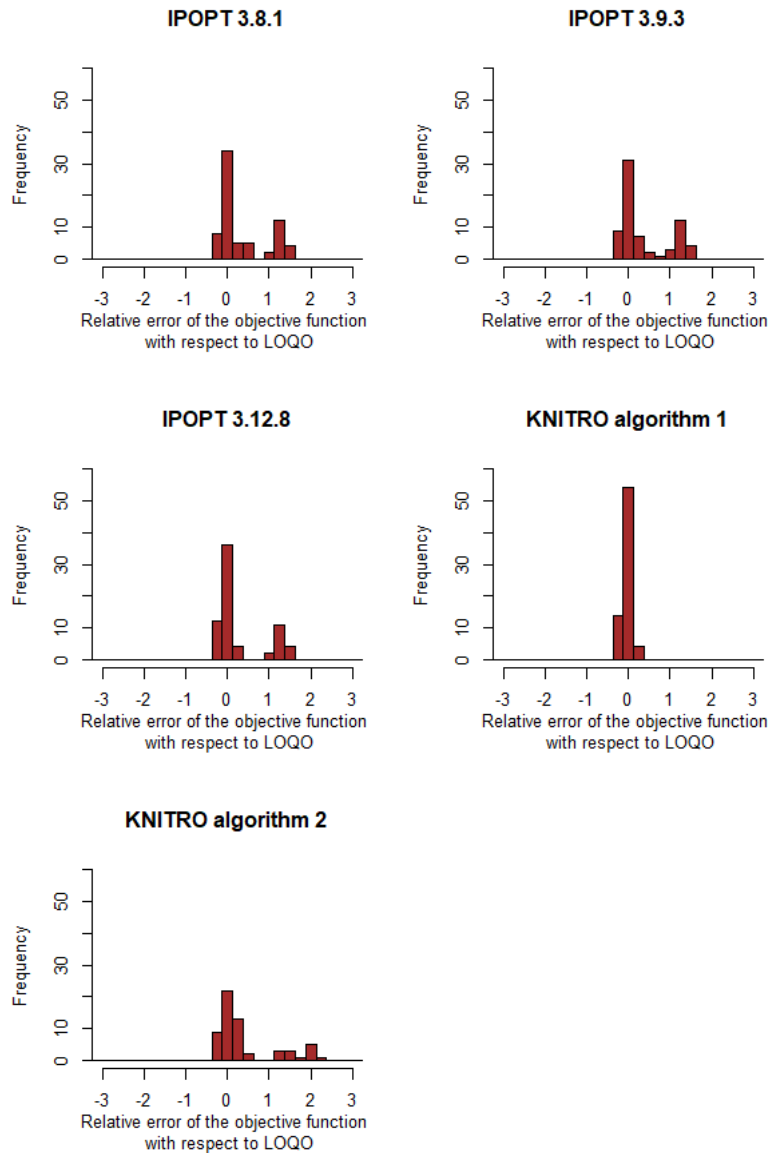 IPOPT 3.8.1
Frequency
50
30
10
0
-3 -2 -1 0 1 2 3
Relative error of the objective function
with respect to LOQO
IPOPT 3.9.3
Frequency
50
30
10
0
-3 -2 -1 0 1 2 3
Relative error of the objective function
with respect to LOQO
IPOPT 3.12.8
Frequency
50
30
10
0
-3 -2 -1 0 1 2 3
Relative error of the objective function
with respect to LOQO
KNITRO algorithm 1
Frequency
50
30
10
0
-3 -2 -1 0 1 2 3
Relative error of the objective function
with respect to LOQO
KNITRO algorithm 2
Frequency
50
30
10
0
-3 -2 -1 0 1 2 3
Relative error of the objective function
with respect to LOQO